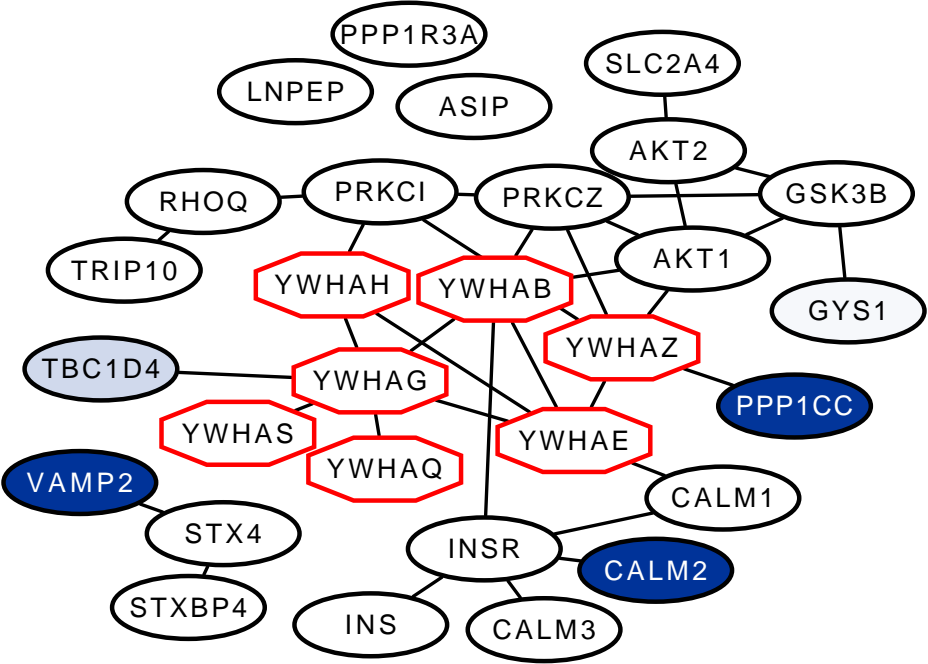 PPP1R3A
SLC2A4
LNPEP
ASIP
AKT2
RHOQ
PRKCI
PRKCZ
GSK3B
TRIP10
AKT1
YWHAH
YWHAB
GYS1
YWHAZ
TBC1D4
YWHAG
PPP1CC
YWHAS
YWHAE
YWHAQ
VAMP2
CALM1
STX4
INSR
CALM2
STXBP4
INS
CALM3